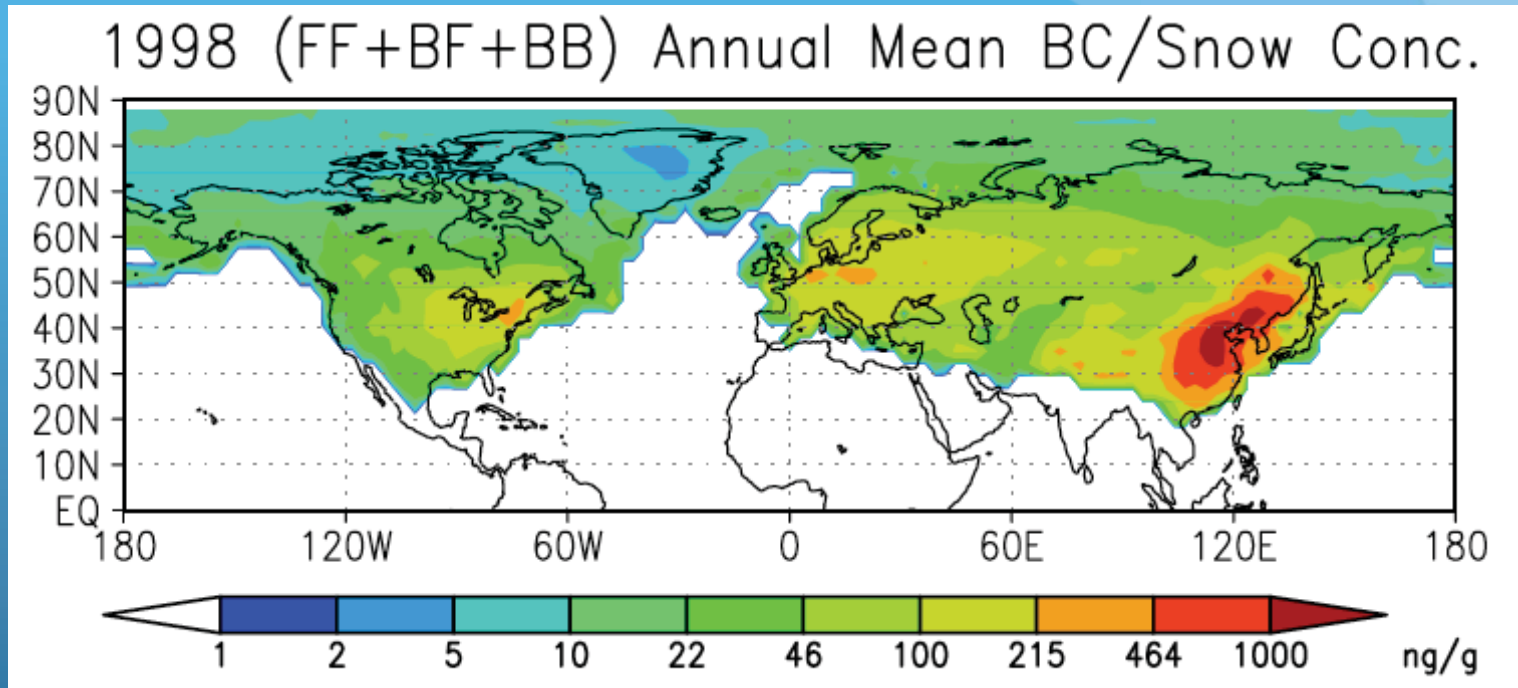 1998 (FF+BF+BB) Annual Mean BC/Snow Conc.
90N
80N
70N
60N
50N
40N
30N
20N
10N
EQ
180 120W 60W 0 60E 120E 180
1 2 5 10 22 46 100 215 464 1000 ng/g